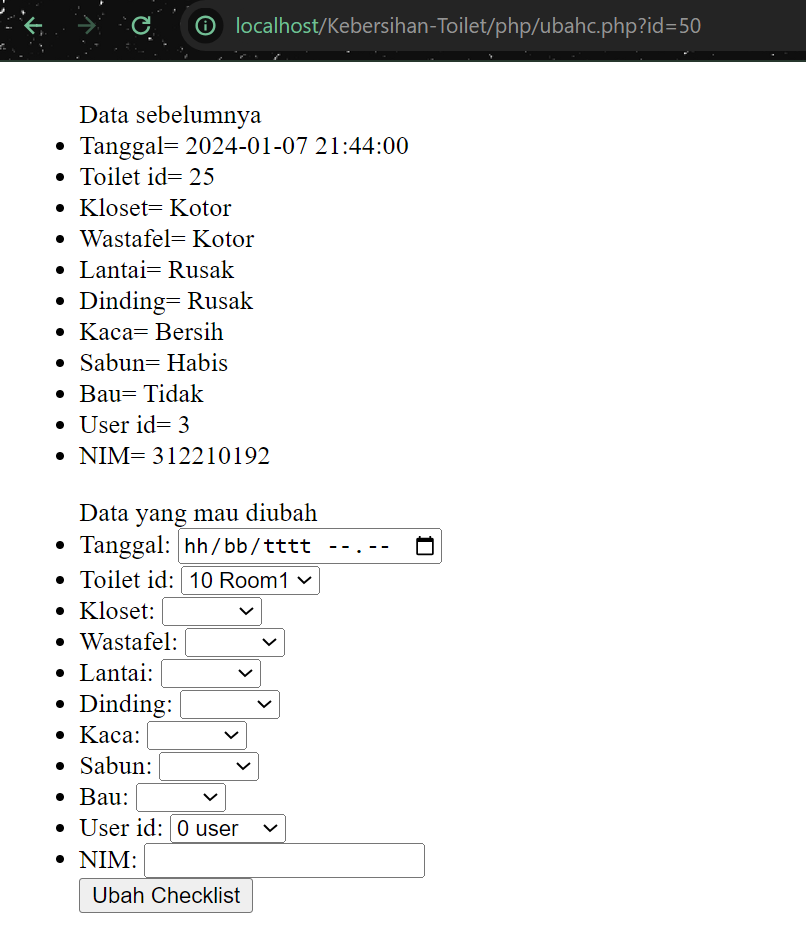 localhost/Kebersihan-Toilet/php/ubahc.php?id=50
Data sebelumnya
Tanggal= 2024-01-07 21:44:00
Toilet id= 25
Kloset= Kotor
Wastafel= Kotor
Lantai= Rusak
Dinding= Rusak
Kaca= Bersih
Sabun= Habis
Bau= Tidak
User id= 3
NIM= 312210192
Data yang mau diubah
Tanggal: hh/bb/tttt --.--
Toilet id: 10 Room1
Kloset:
Wastafel:
Lantai:
Dinding:
Kaca:
Sabun:
Bau:
User id: 0 user
NIM:
Ubah Checklist